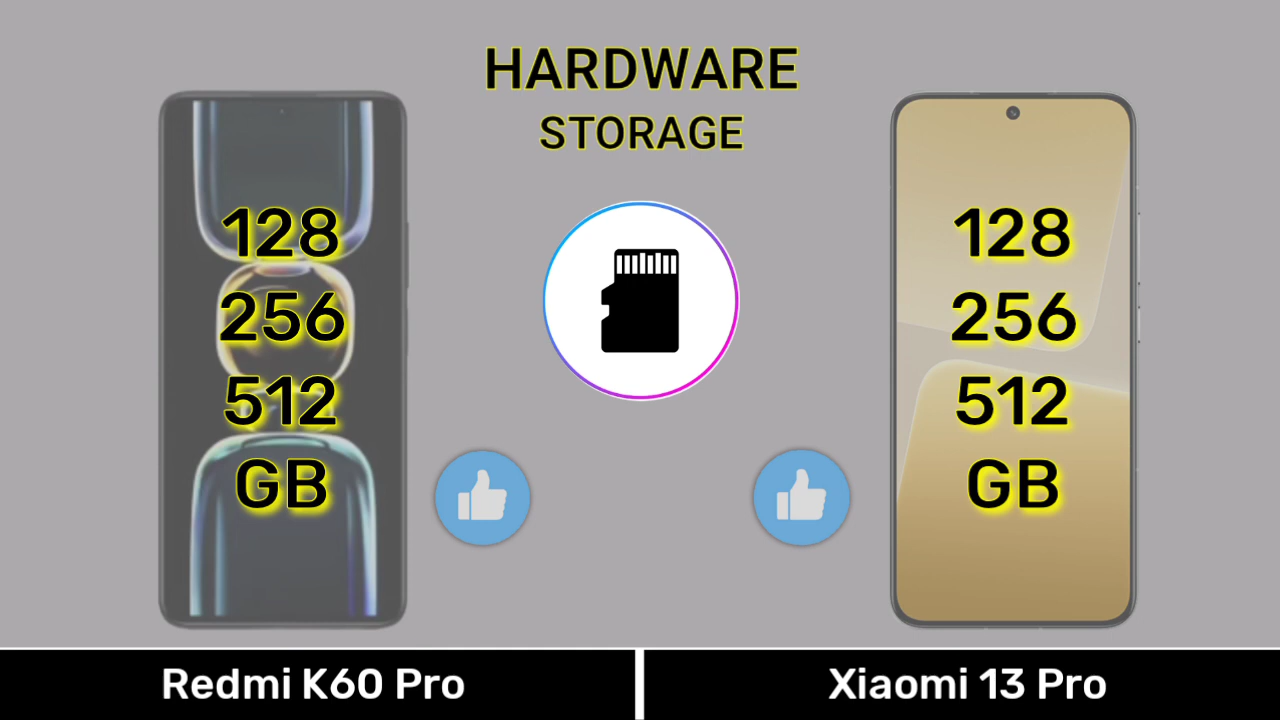 HARDWARE
STORAGE
128
256
512
GB
128
256
512
GB
Redmi K60 Pro
Xiaomi 13 Pro